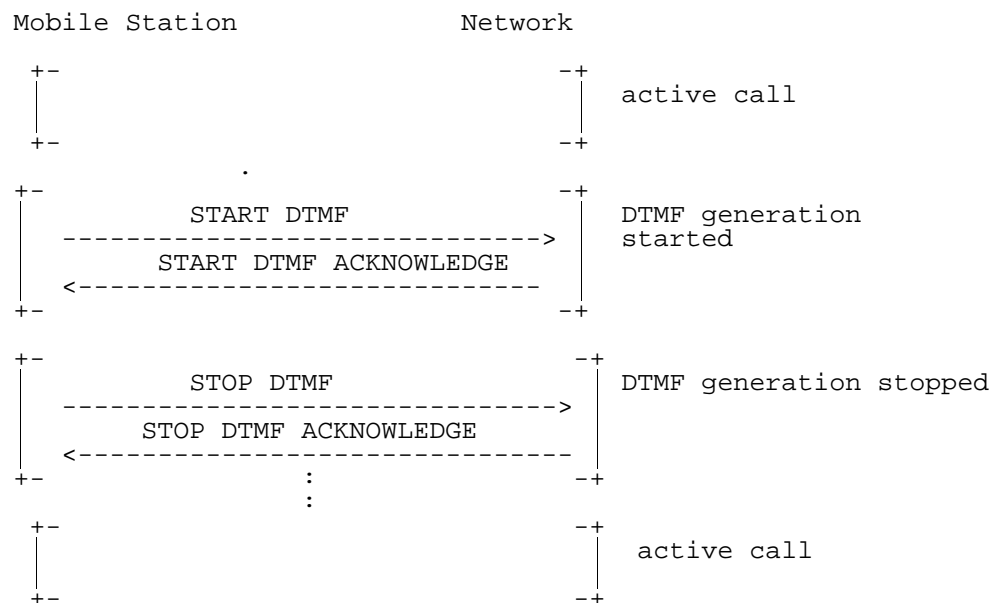 Mobile Station Network
+- -+
active call
+- -+
.
+- -+
START DTMF DTMF generation
------------------------------> started
START DTMF ACKNOWLEDGE
<-----------------------------
+- -+
+- -+
STOP DTMF DTMF generation stopped
------------------------------->
STOP DTMF ACKNOWLEDGE
<-------------------------------
+- : -+
:
+- -+
active call
+- -+